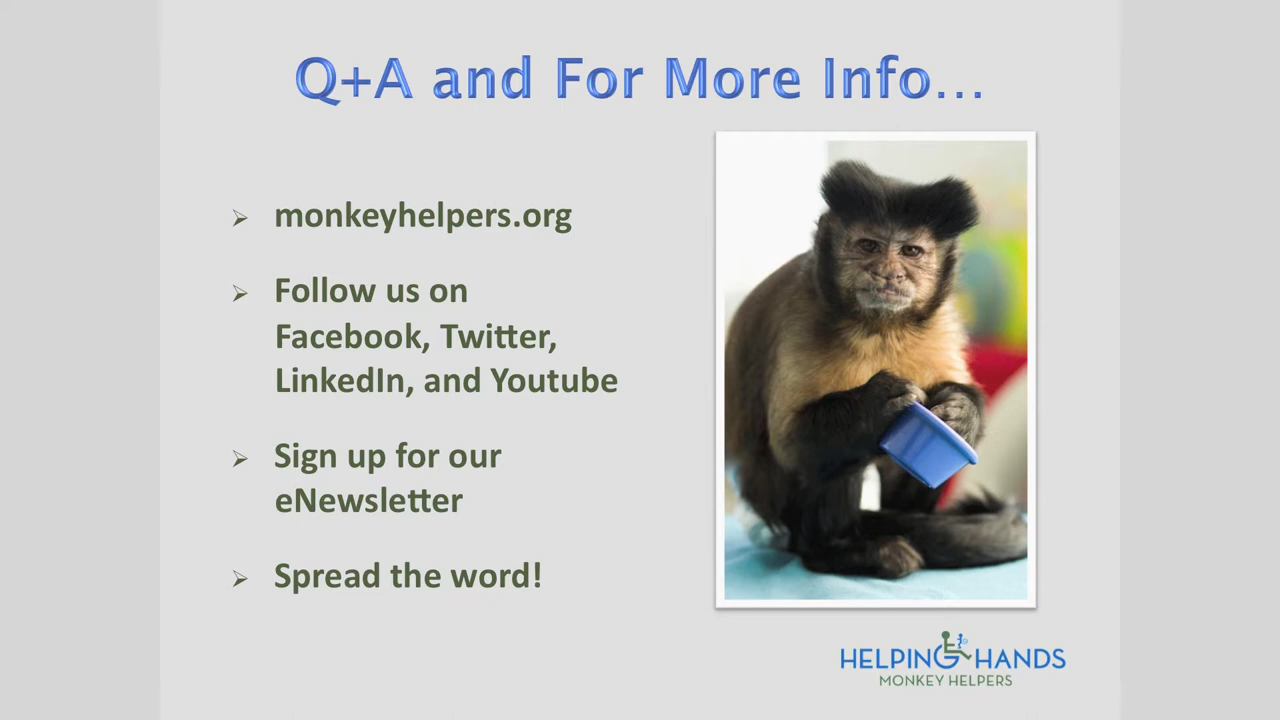 Q+A and For More Info...
monkeyhelpers.org
Follow us on
Facebook, Twitter,
LinkedIn, and Youtube
Sign up for our
eNewsletter
Spread the word!
HELPING HANDS
MONKEY HELPERS